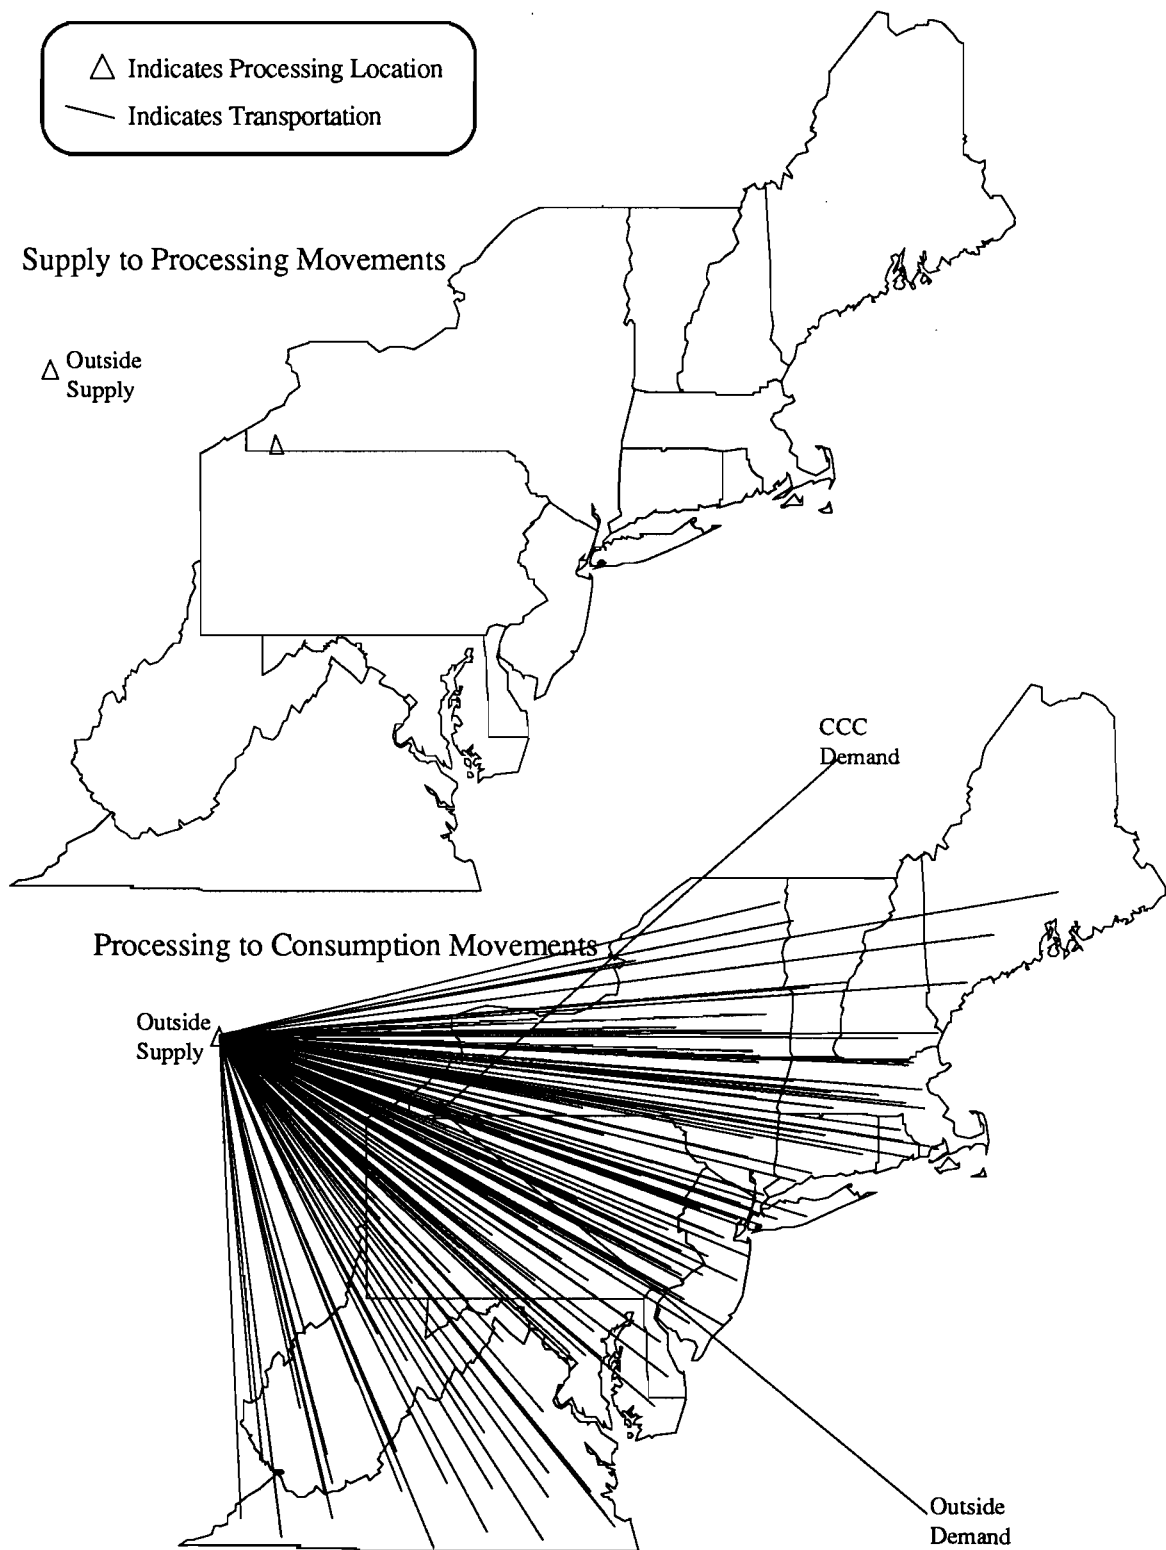 Indicates Processing Location
Indicates Transportation
Supply to Processing Movements
Outside
Supply
CCC
Demand
Processing to Consumption Movements
Outside
Supply
Outside
Demand